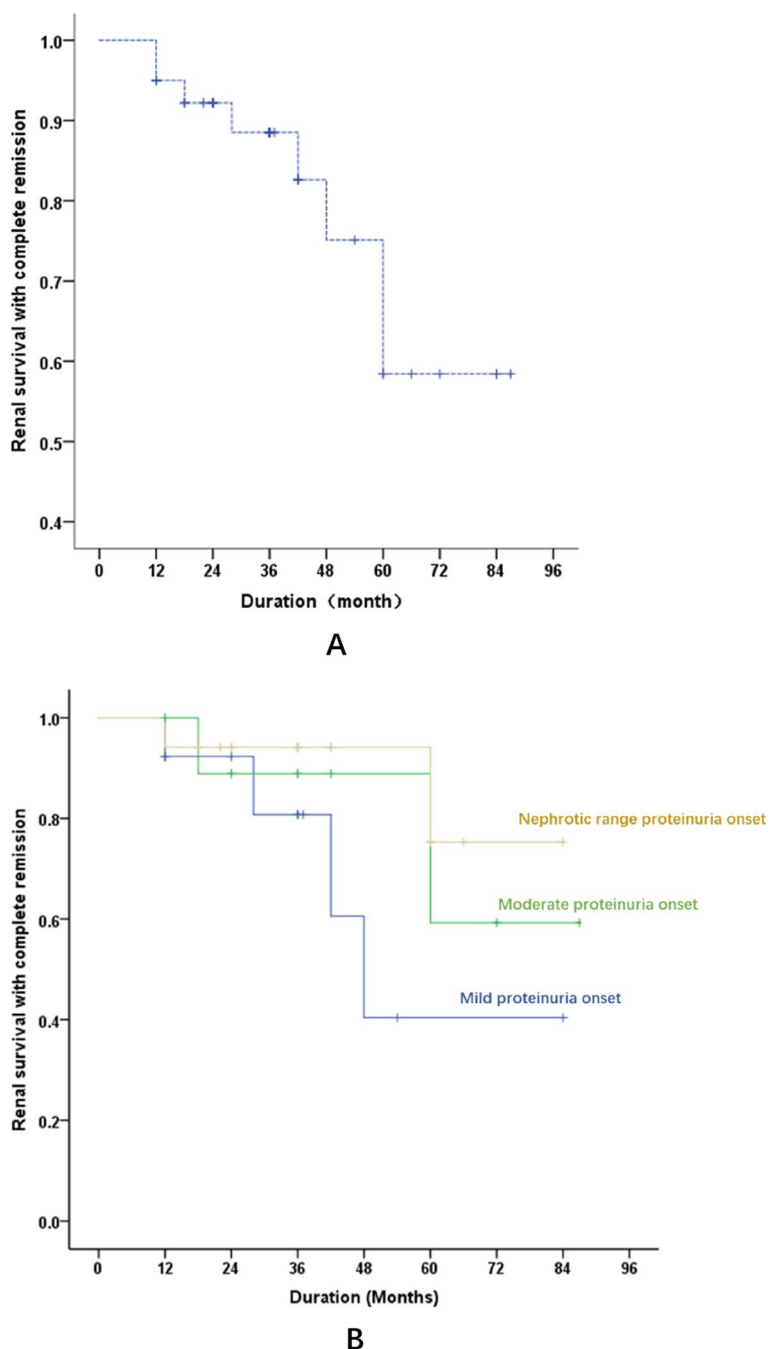 Renal survival with complete remission
1.0
0.9
0.8
0.7
0.6
0.5
0.4
0 12 24 36 48 60 72 84 96
Duration（month）
A
Renal survival with complete remission
1.0
0.8
0.6
0.4
0.2
0.0
Nephrotic range proteinuria onset
Moderate proteinuria onset
Mild proteinuria onset
0 12 24 36 48 60 72 84 96
Duration (Months)
B